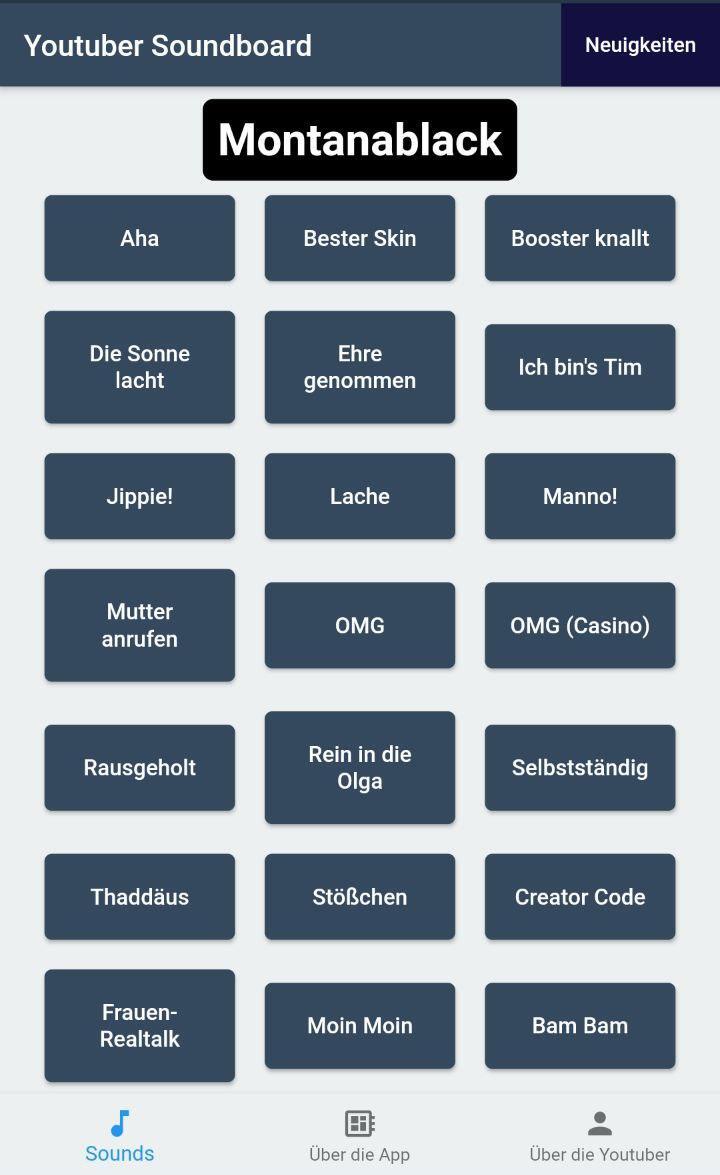 Youtuber Soundboard
Neuigkeiten
Montanablack
Aha
Bester Skin
Booster knallt
Die Sonne
lacht
Ehre
genommen
Ich bin's Tim
Jippie!
Lache
Manno!
Mutter
anrufen
OMG
OMG (Casino)
Rausgeholt
Rein in die
Olga
Selbstständig
Thaddäus
Stößchen
Creator Code
Frauen-
Realtalk
Moin Moin
Bam Bam
Sounds
Über die App
Über die Youtuber